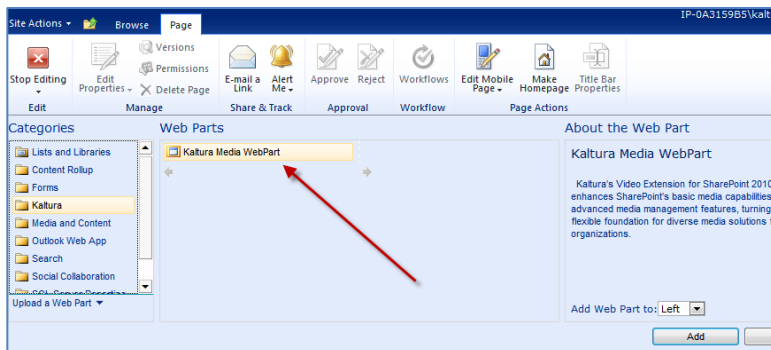 IP-0A3159B5\kalt
Site Actions Browse Page
Stop Editing
Edit Properties
Versions
Permissions
Delete Page
E-mail a Link
Alert Me
Approve Reject
Workflows
Edit Mobile Page
Make Homepage
Title Bar Properties
Edit Manage Share & Track Approval Workflow Page Actions
Categories
Lists and Libraries
Content Rollup
Forms
Kaltura
Media and Content
Outlook Web App
Search
Social Collaboration
Upload a Web Part
Web Parts
Kaltura Media WebPart
About the Web Part
Kaltura Media WebPart
Kaltura's Video Extension for SharePoint 2010
enhances SharePoint's basic media capabilities
advanced media management features, turning
flexible foundation for diverse media solutions
organizations.
Add Web Part to: Left
Add